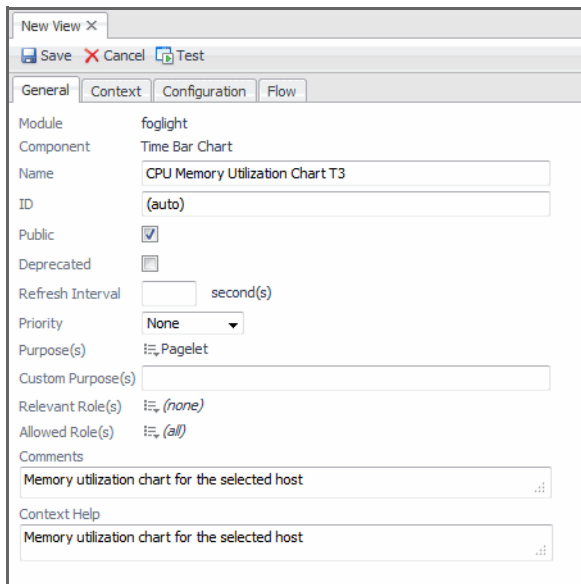 New View
Save Cancel Test
General Context Configuration Flow
Module foglight
Component Time Bar Chart
Name CPU Memory Utilization Chart T3
ID (auto)
Public
Deprecated
Refresh Interval second(s)
Priority None
Purpose(s) Pagelet
Custom Purpose(s)
Relevant Role(s) (none)
Allowed Role(s) (all)
Comments
Memory utilization chart for the selected host
Context Help
Memory utilization chart for the selected host